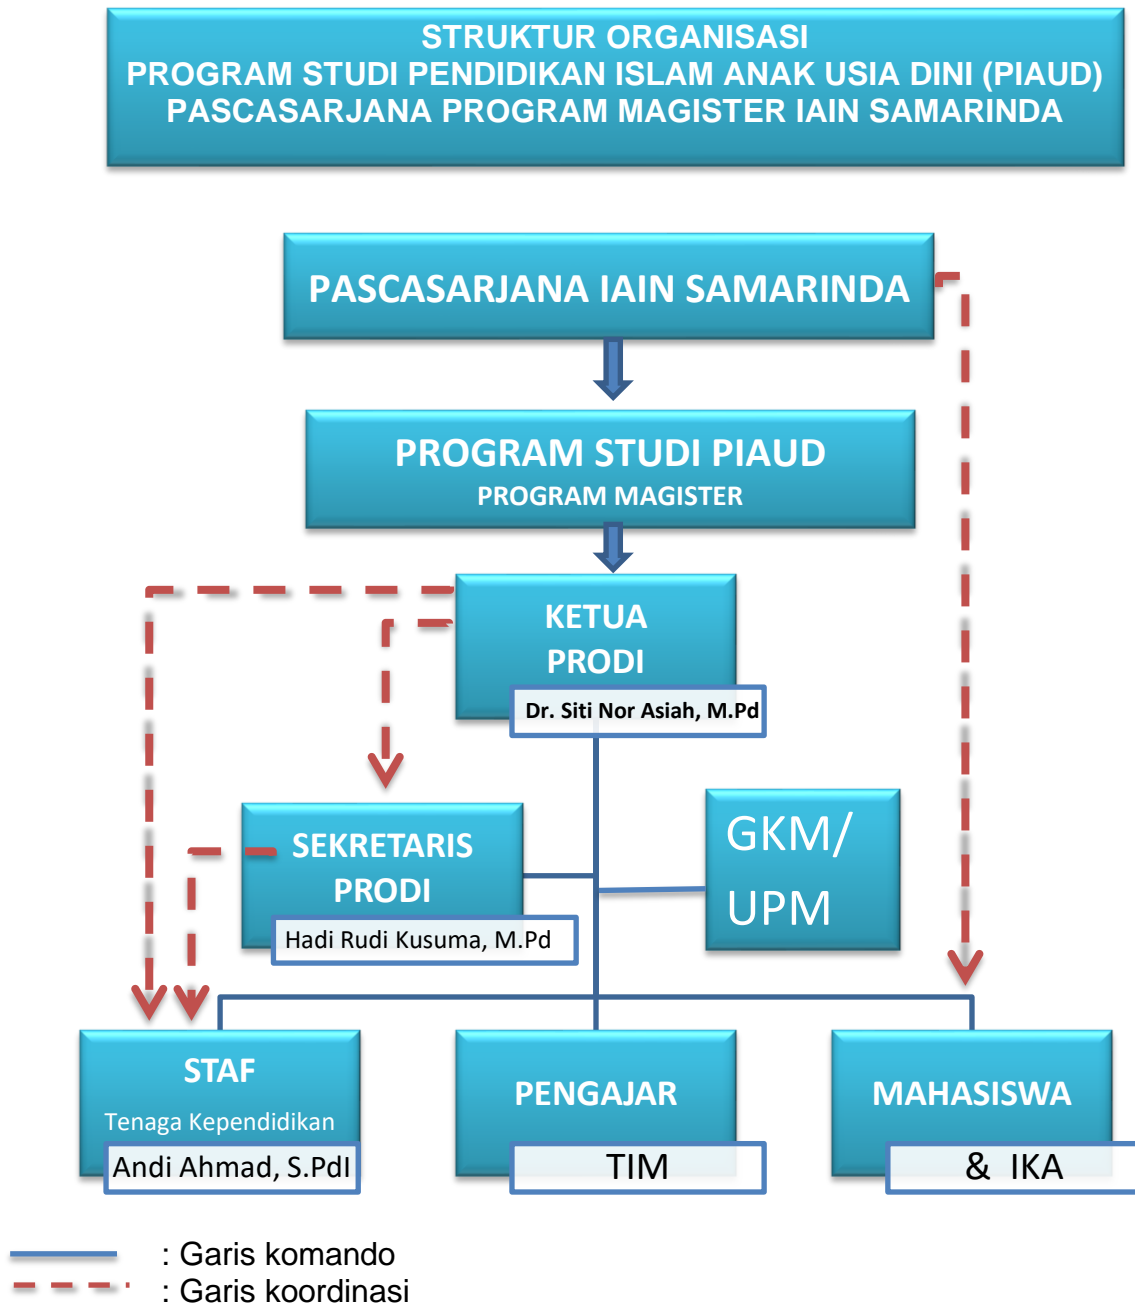 STRUKTUR ORGANISASI
PROGRAM STUDI PENDIDIKAN ISLAM ANAK USIA DINI (PIAUD)
PASCASARJANA PROGRAM MAGISTER IAIN SAMARINDA
PASCASARJANA IAIN SAMARINDA
PROGRAM STUDI PIAUD
PROGRAM MAGISTER
KETUA
PRODI
Dr. Siti Nor Asiah, M.Pd
SEKRETARIS
PRODI
Hadi Rudi Kusuma, M.Pd
GKM/
UPM
STAF
Tenaga Kependidikan
Andi Ahmad, S.PdI
PENGAJAR
TIM
MAHASISWA
& IKA
: Garis komando
: Garis koordinasi